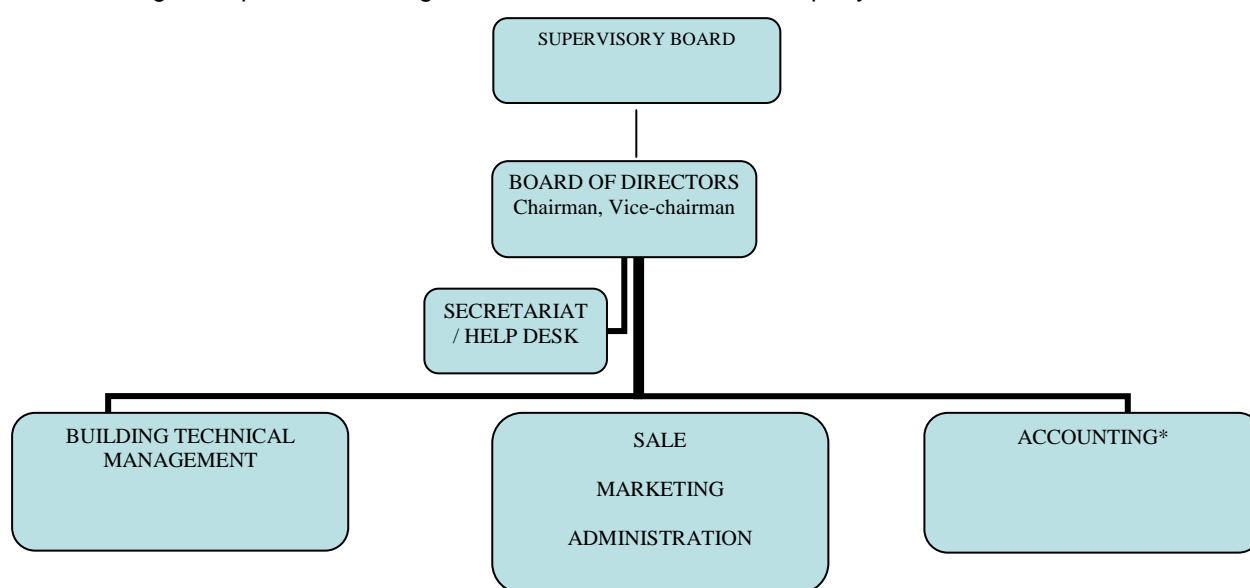 SUPERVISORY BOARD
BOARD OF DIRECTORS
Chairman, Vice-chairman
SECRETARIAT
/ HELP DESK
BUILDING TECHNICAL
MANAGEMENT
SALE
MARKETING
ADMINISTRATION
ACCOUNTING*